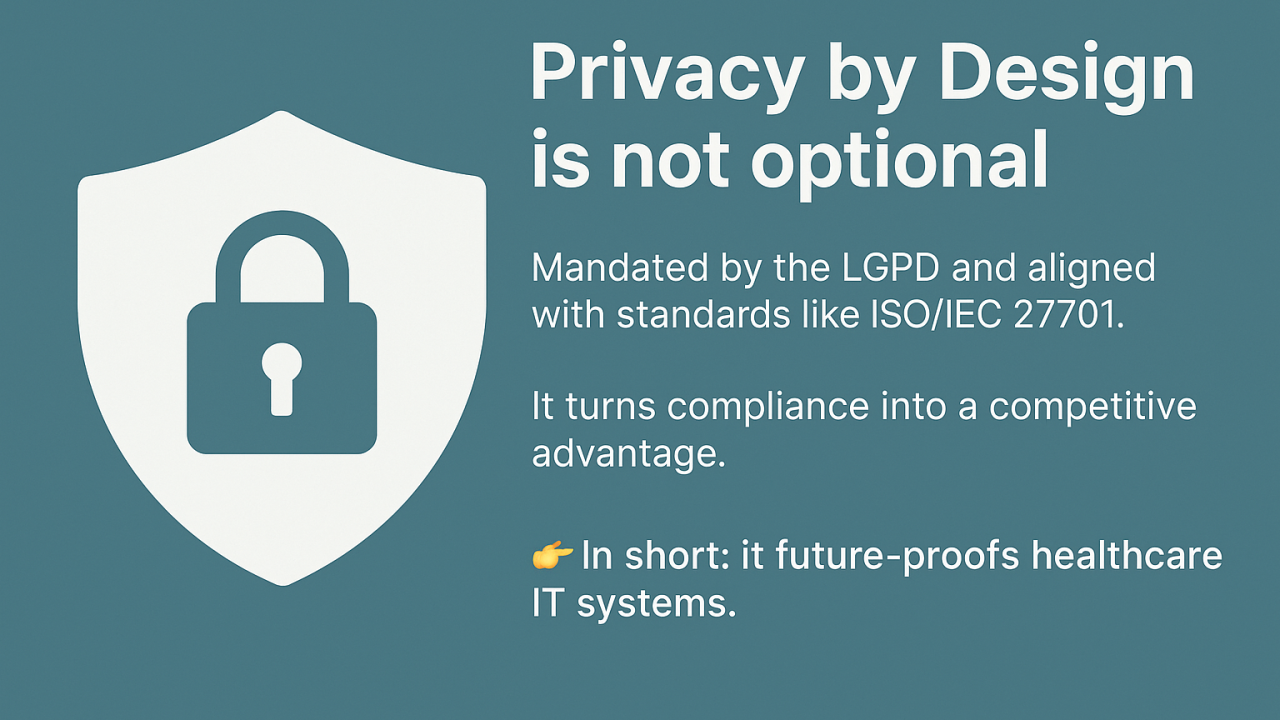 Privacy by Design
is not optional
Mandated by the LGPD and aligned
with standards like ISO/IEC 27701.
It turns compliance into a competitive
advantage.
👉 In short: it future-proofs healthcare
IT systems.